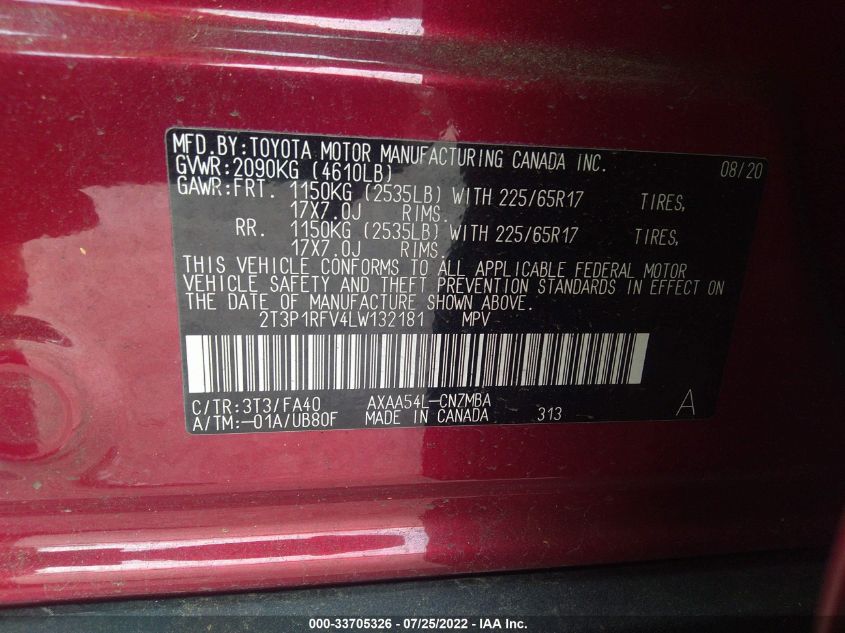 MFD.BY:TOYOTA MOTOR MANUFACTURING CANADA INC. 08/20
GVWR:2090KG (4610LB)
GAWR:FRT. 1150KG (2535LB) WITH 225/65R17 TIRES,
17X7.0J RIMS.
RR. 1150KG (2535LB) WITH 225/65R17 TIRES,
17X7.0J RIMS.
THIS VEHICLE CONFORMS TO ALL APPLICABLE FEDERAL MOTOR
VEHICLE SAFETY AND THEFT PREVENTION STANDARDS IN EFFECT ON
THE DATE OF MANUFACTURE SHOWN ABOVE.
2T3P1RFV4LW132181 MPV
C/TR:3T3/FA40 AXAA54L-CNZMBA
A/TM:-01A/UB80F MADE IN CANADA 313 A
000-33705326 - 07/25/2022 - IAA Inc.